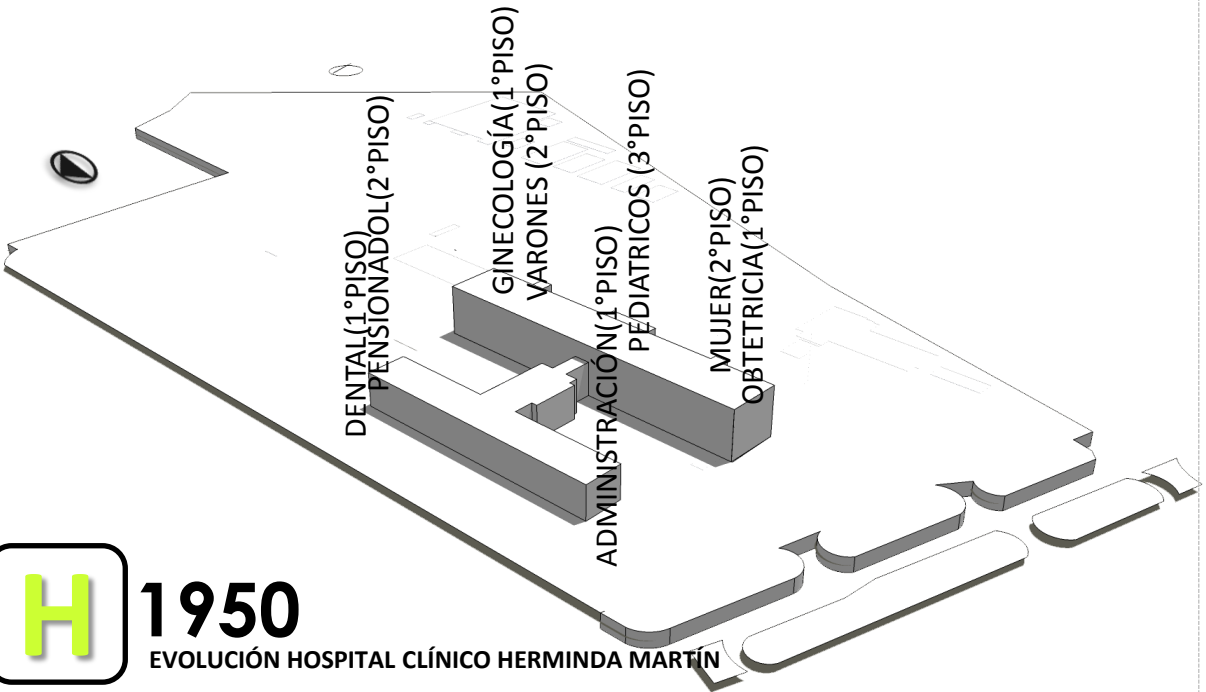 DENTAL(1°PISO)
PENSIONADOL(2°PISO)
GINECOLOGÍA(1°PISO)
VARONES (2°PISO)
ADMINISTRACIÓN(1°PISO)
PEDIATRICOS (3°PISO)
MUJER(2°PISO)
OBTETRICIA(1°PISO)
H
1950
EVOLUCIÓN HOSPITAL CLÍNICO HERMINDA MARTÍN